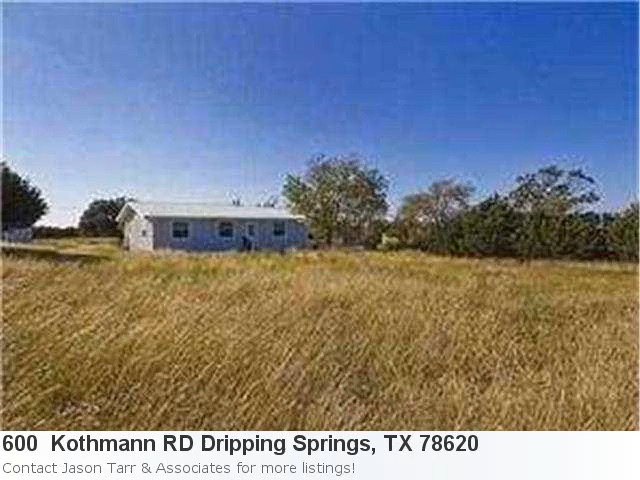 600  Kothmann RD Dripping Springs, TX 78620
Contact Jason Tarr & Associates for more listings!